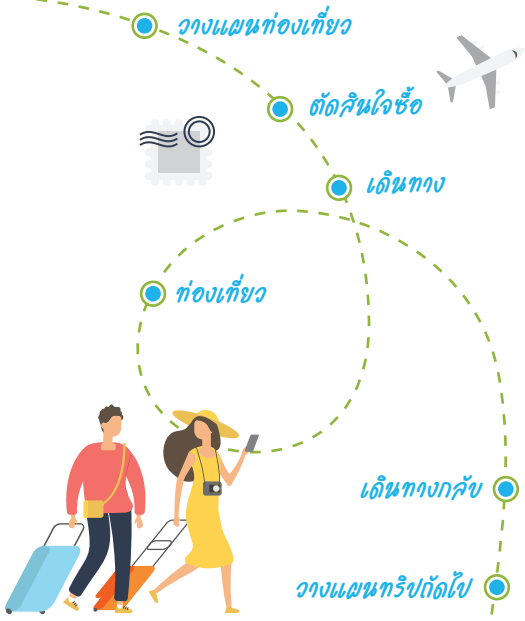 วางแผนท่องเที่ยว
ตัดสินใจซื้อ
เดินทาง
ท่องเที่ยว
เดินทางกลับ
วางแผนทริปถัดไป